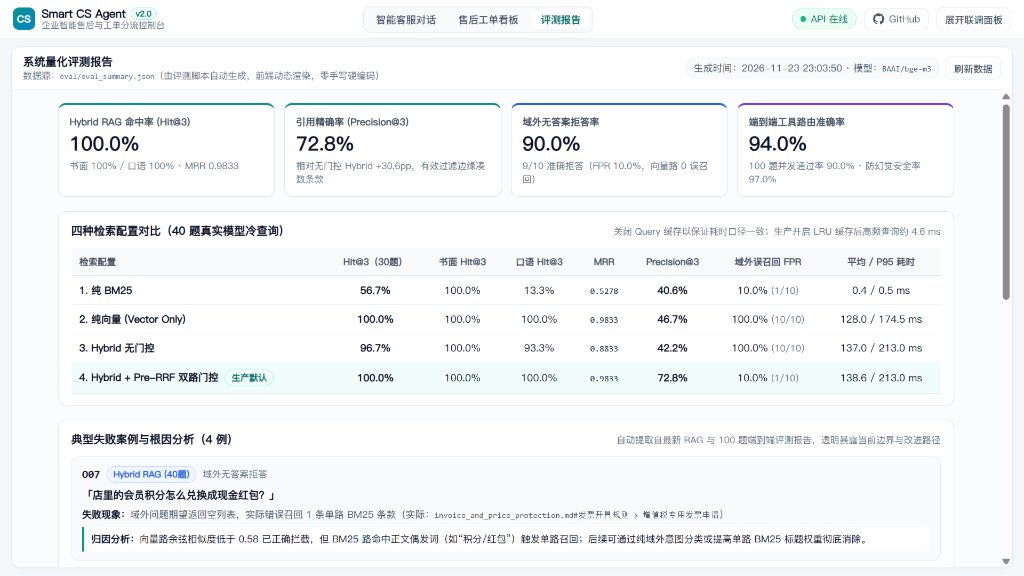 CS Smart CS Agent v2.0
企业智能售后与工单分流控制台
智能客服对话 售后工单看板 评测报告
API 在线 GitHub 展开联调面板
系统量化评测报告
数据源: eval/eval_summary.json (由评测脚本自动生成，前端动态渲染，零手写硬编码)
生成时间: 2026-11-23 23:03:50 · 模型: BAAI/bge-m3 刷新数据
Hybrid RAG 命中率 (Hit@3)
100.0%
书面 100% / 口语 100% · MRR 0.9833
引用精确率 (Precision@3)
72.8%
相对无门控 Hybrid +30.6pp，有效过滤边缘凑
数条款
域外无答案拒答率
90.0%
9/10 准确拒答 (FPR 10.0%, 向量路 0 误召
回)
端到端工具路由准确率
94.0%
100 题并发通过率 90.0% · 防幻觉安全率
97.0%
四种检索配置对比（40 题真实模型冷查询）
关闭 Query 缓存以保证耗时口径一致；生产开启 LRU 缓存后高频查询约 4.6 ms
检索配置 Hit@3（30题） 书面 Hit@3 口语 Hit@3 MRR Precision@3 域外误召回 FPR 平均 / P95 耗时
1. 纯 BM25 56.7% 100.0% 13.3% 0.5278 40.6% 10.0% (1/10) 0.4 / 0.5 ms
2. 纯向量 (Vector Only) 100.0% 100.0% 100.0% 0.9833 46.7% 100.0% (10/10) 128.0 / 174.5 ms
3. Hybrid 无门控 96.7% 100.0% 93.3% 0.8833 42.2% 100.0% (10/10) 137.0 / 213.0 ms
4. Hybrid + Pre-RRF 双路门控 生产默认 100.0% 100.0% 100.0% 0.9833 72.8% 10.0% (1/10) 138.6 / 213.0 ms
典型失败案例与根因分析（4 例）
自动提取自最新 RAG 与 100 题端到端评测报告，透明暴露当前边界与改进路径
007 Hybrid RAG (40题) 域外无答案拒答
「店里的会员积分怎么兑换成现金红包？」
失败现象：域外问题期望返回空列表，实际错误召回 1 条单路 BM25 条款（实际：invoice_and_price_protection.md#发票开具规则 > 增值税专用发票申请）
归因分析：向量路余弦相似度低于 0.58 已正确拦截，但 BM25 路命中正文偶发词（如“积分/红包”）触发单路召回；后续可通过纯域外意图分类或提高单路 BM25 标题权重彻底消除。